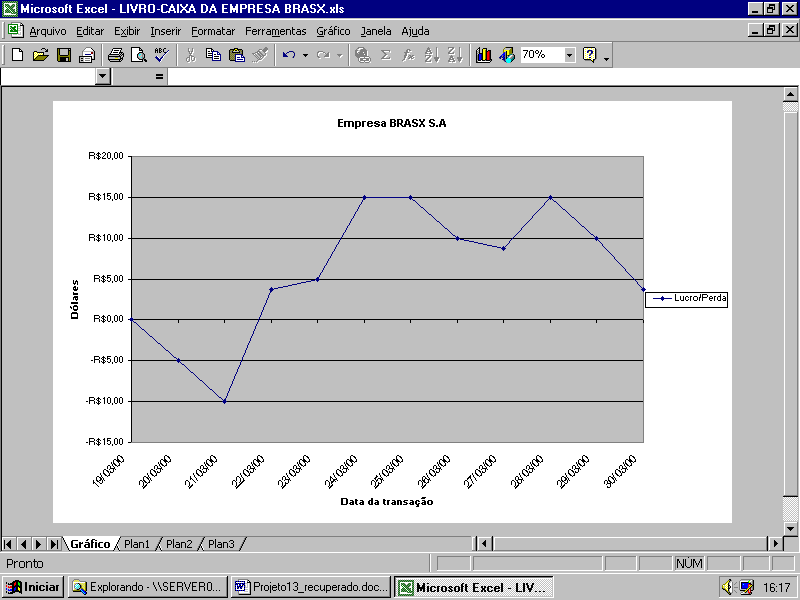 Microsoft Excel - LIVRO-CAIXA DA EMPRESA BRASX.xls
Arquivo Editar Exibir Inserir Formatar Ferramentas Gráfico Janela Ajuda
70%
=
Empresa BRASX S.A
R$20,00
R$15,00
R$10,00
R$5,00
R$0,00
-R$5,00
-R$10,00
-R$15,00
Dólares
Lucro/Perda
19/03/00 20/03/00 21/03/00 22/03/00 23/03/00 24/03/00 25/03/00 26/03/00 27/03/00 28/03/00 29/03/00 30/03/00
Data da transação
Gráfico Plan1 Plan2 Plan3
Pronto NÚM
Iniciar Explorando - \\SERVER0... Projeto13_recuperado.doc... Microsoft Excel - LIV... 16:17